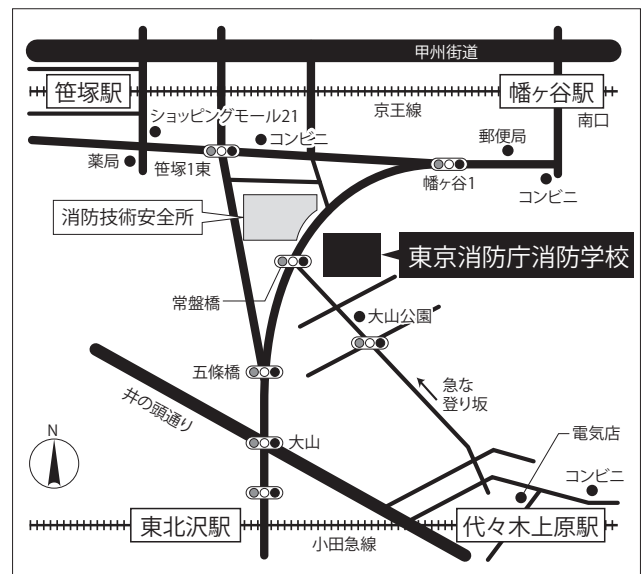 甲州街道
笹塚駅
幡ヶ谷駅
京王線
南口
ショッピングモール21
コンビニ
郵便局
薬局
笹塚1東
幡ヶ谷1
コンビニ
消防技術安全所
東京消防庁消防学校
常盤橋
大山公園
五條橋
急な
登り坂
井の頭通り
大山
電気店
N
コンビニ
東北沢駅
小田急線
代々木上原駅